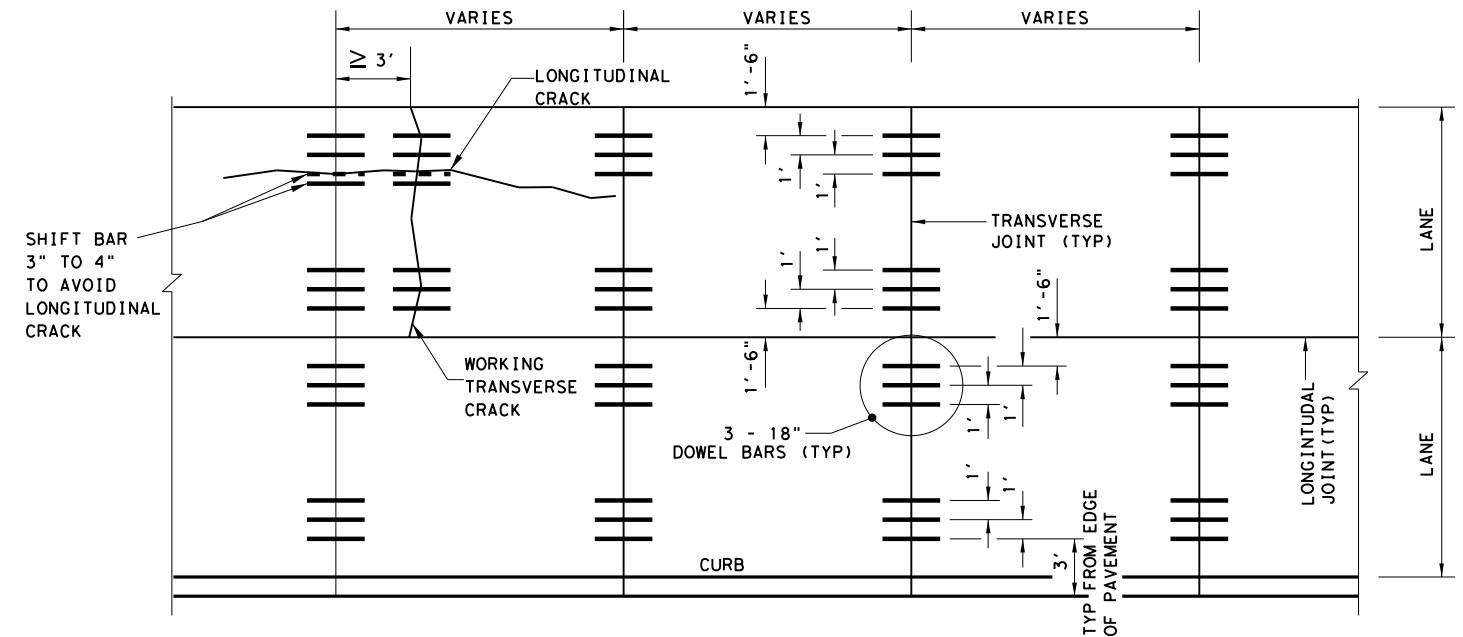 VARIES
VARIES
VARIES
≥ 3'
LONGITUDINAL
CRACK
1'-6"
1'
1'
SHIFT BAR
3" TO 4"
TO AVOID
LONGITUDINAL
CRACK
TRANSVERSE
JOINT (TYP)
LANE
1'
1'
1'-6"
WORKING
TRANSVERSE
CRACK
1'-6"
3 - 18"
DOWEL BARS (TYP)
1'
1'
LONGINTUDAL
JOINT(TYP)
LANE
1'
1'
CURB
3'
TYP FROM EDGE
OF PAVEMENT